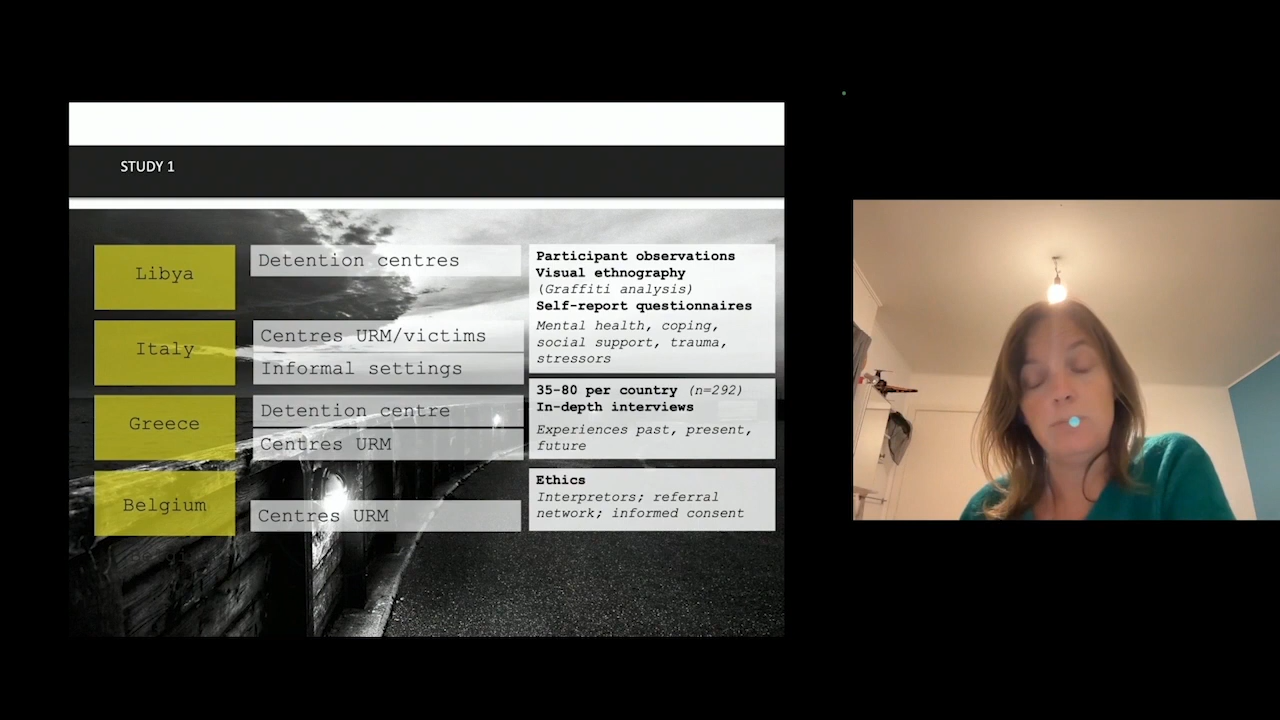 STUDY 1
Libya
Detention centres
Italy
Centres URM/victims
Informal settings
Greece
Detention centre
Centres URM
Belgium
Centres URM
Participant observations
Visual ethnography
(Graffiti analysis)
Self-report questionnaires
Mental health, coping,
social support, trauma,
stressors
35-80 per country (n=292)
In-depth interviews
Experiences past, present,
future
Ethics
Interpretors; referral
network; informed consent